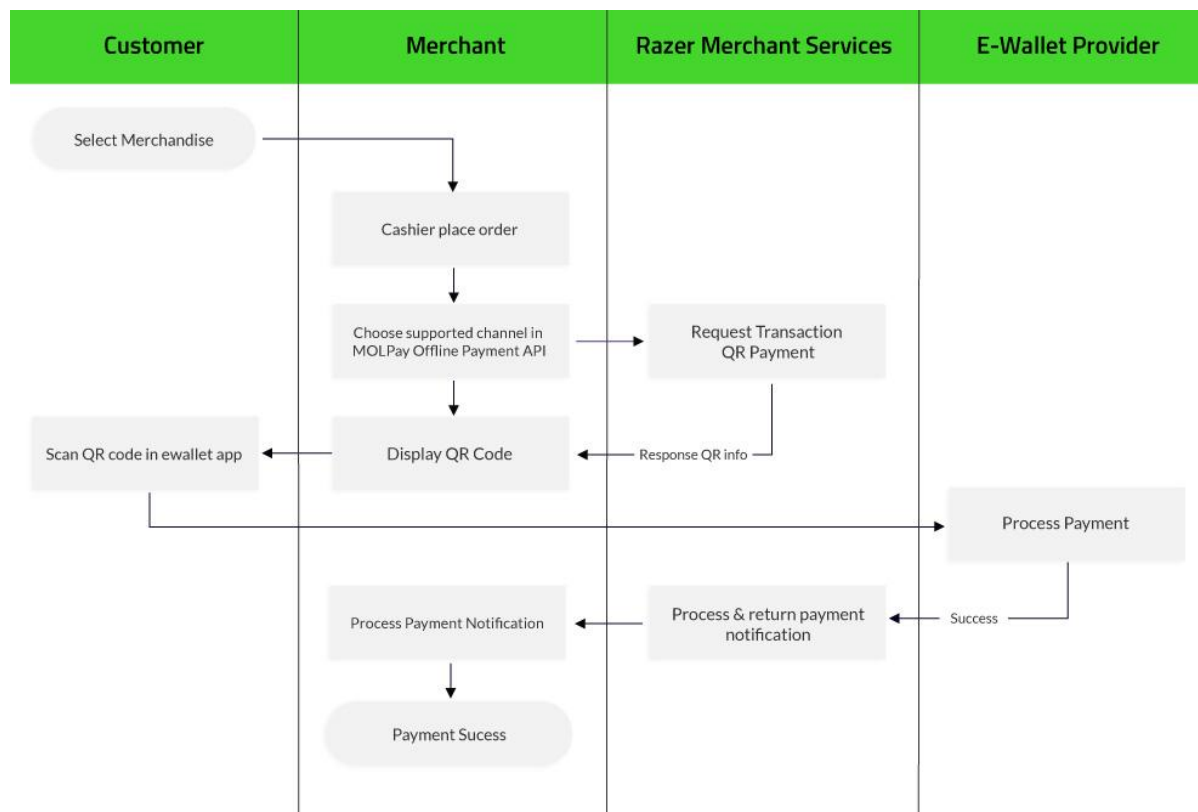 Customer
Merchant
Razer Merchant Services
E-Wallet Provider
Select Merchandise
Cashier place order
Choose supported channel in
MOLPay Offline Payment API
Request Transaction
QR Payment
Scan QR code in ewallet app
Display QR Code
Response QR info
Process Payment
Process Payment Notification
Process & return payment
notification
Success
Payment Sucess